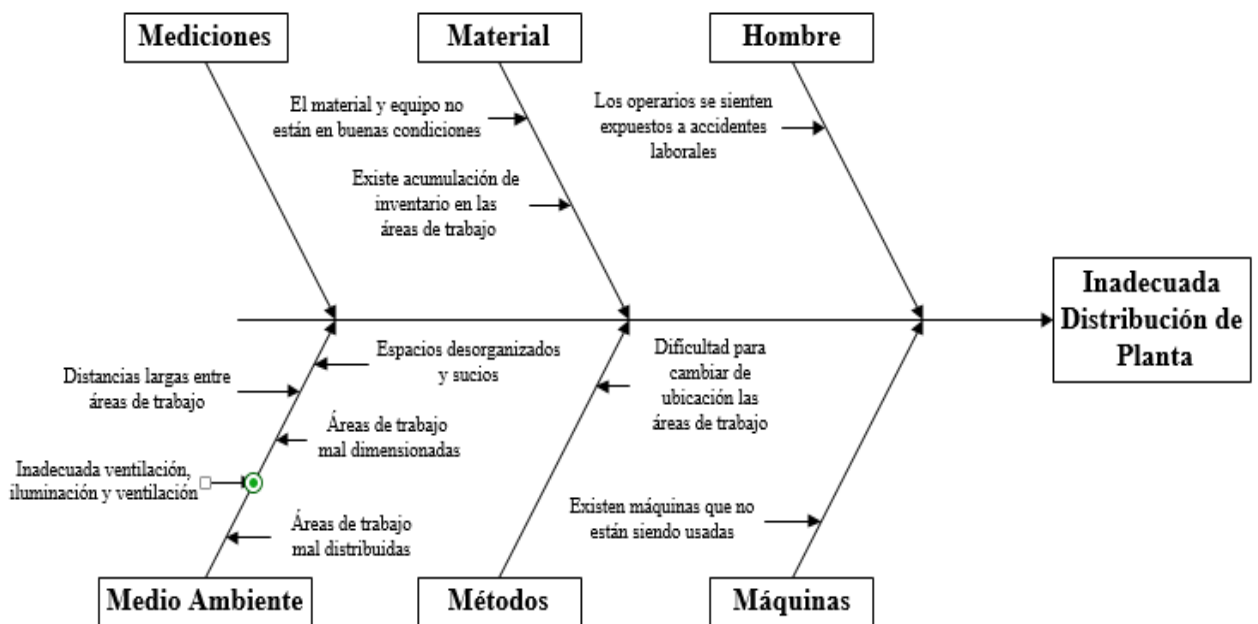 Mediciones
Material
Hombre
El material y equipo no
están en buenas condiciones
Existe acumulación de
inventario en las
áreas de trabajo
Los operarios se sienten
expuestos a accidentes
laborales
Inadecuada
Distribución de
Planta
Espacios desorganizados
y sucios
Distancias largas entre
áreas de trabajo
Áreas de trabajo
mal dimensionadas
Inadecuada ventilación,
iluminación y ventilación
Áreas de trabajo
mal distribuidas
Dificultad para
cambiar de
ubicación las
áreas de trabajo
Existen máquinas que no
están siendo usadas
Medio Ambiente
Métodos
Máquinas